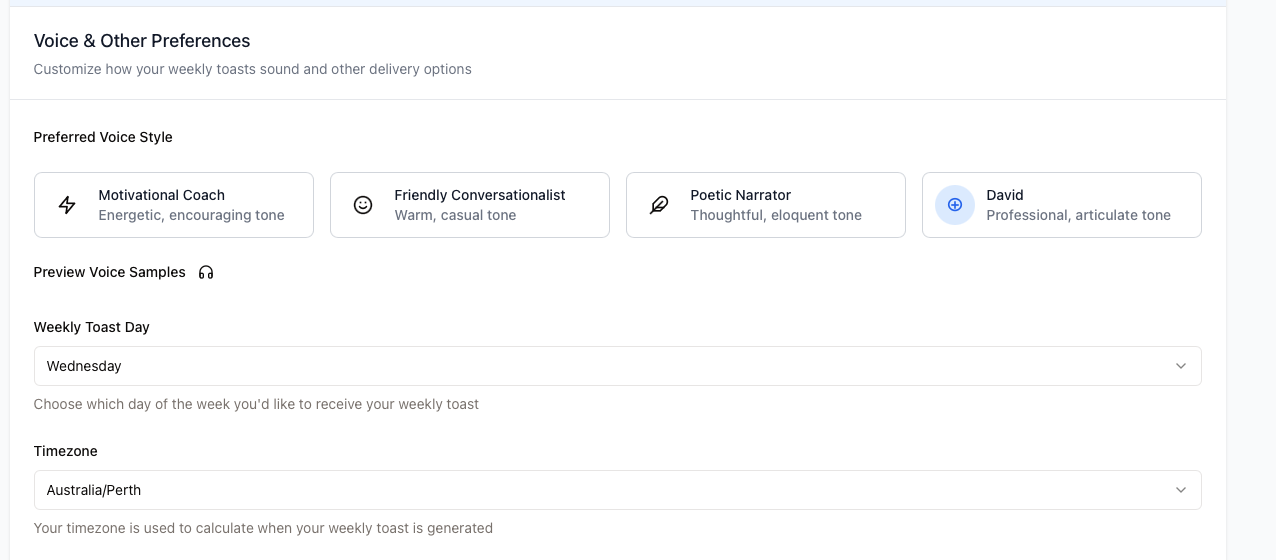 Voice & Other Preferences
Customize how your weekly toasts sound and other delivery options
Preferred Voice Style
Motivational Coach
Energetic, encouraging tone
Friendly Conversationalist
Warm, casual tone
Poetic Narrator
Thoughtful, eloquent tone
David
Professional, articulate tone
Preview Voice Samples
Weekly Toast Day
Wednesday
Choose which day of the week you'd like to receive your weekly toast
Timezone
Australia/Perth
Your timezone is used to calculate when your weekly toast is generated